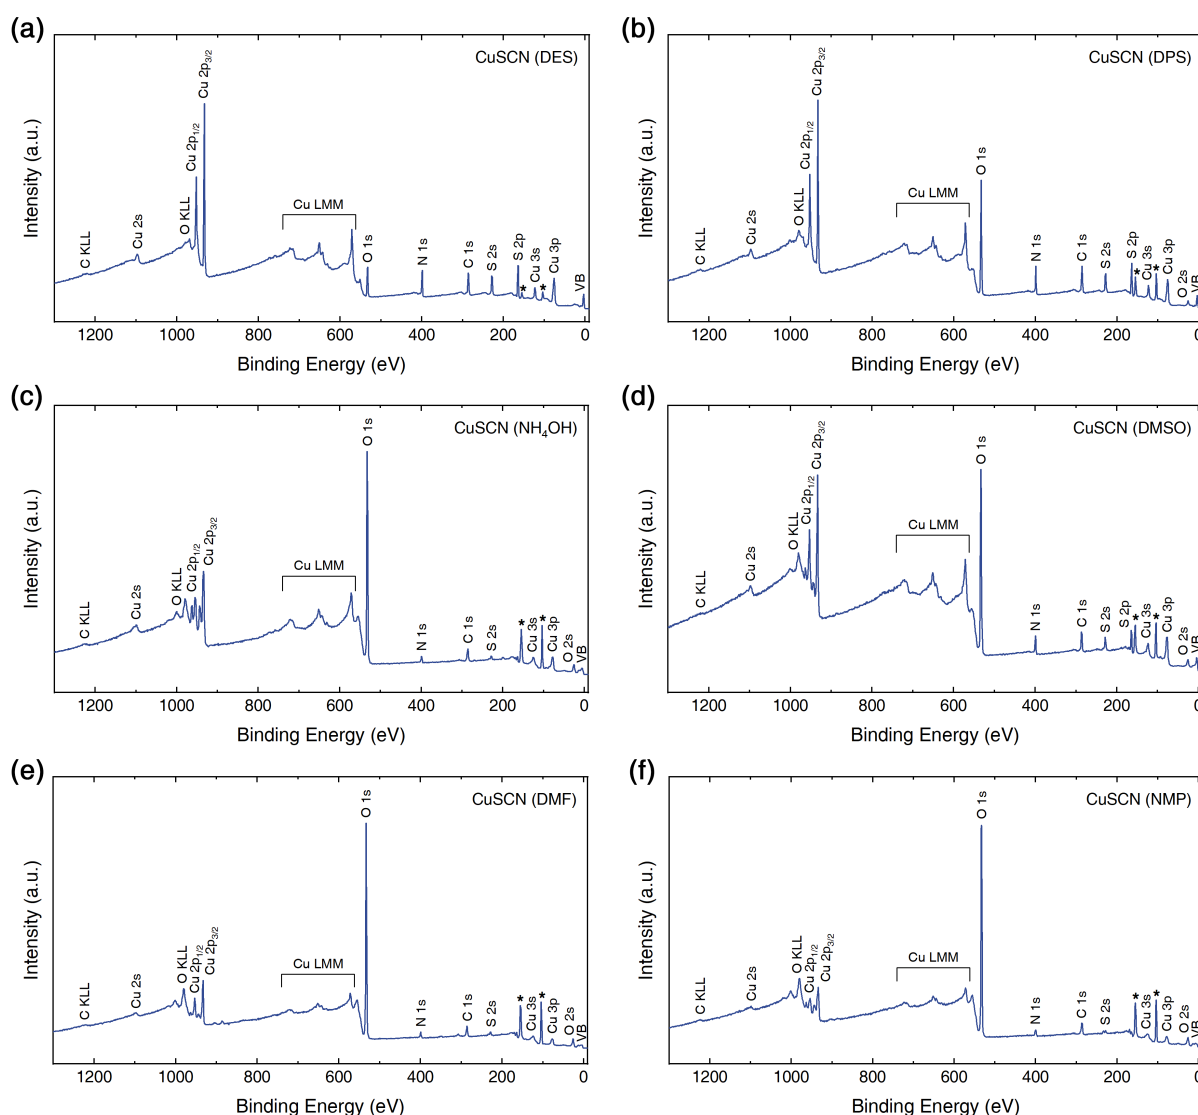 (a)
CuSCN (DES)
Intensity (a.u.)
C KLL
Cu 2s
O KLL
Cu 2p1/2
Cu 2p3/2
Cu LMM
O 1s
N 1s
C 1s
S 2s
S 2p
*
Cu 3s
*
Cu 3p
VB
1200 1000 800 600 400 200 0
Binding Energy (eV)
(b)
CuSCN (DPS)
Intensity (a.u.)
C KLL
Cu 2s
O KLL
Cu 2p1/2
Cu 2p3/2
Cu LMM
O 1s
N 1s
C 1s
S 2s
S 2p
*
Cu 3s
*
Cu 3p
O 2s
VB
1200 1000 800 600 400 200 0
Binding Energy (eV)
(c)
CuSCN (NH4OH)
Intensity (a.u.)
C KLL
Cu 2s
O KLL
Cu 2p1/2
Cu 2p3/2
Cu LMM
O 1s
N 1s
C 1s
S 2s
*
Cu 3s
*
Cu 3p
O 2s
VB
1200 1000 800 600 400 200 0
Binding Energy (eV)
(d)
CuSCN (DMSO)
Intensity (a.u.)
C KLL
Cu 2s
O KLL
Cu 2p1/2
Cu 2p3/2
Cu LMM
O 1s
N 1s
C 1s
S 2s
S 2p
*
Cu 3s
*
Cu 3p
O 2s
VB
1200 1000 800 600 400 200 0
Binding Energy (eV)
(e)
CuSCN (DMF)
Intensity (a.u.)
C KLL
Cu 2s
O KLL
Cu 2p1/2
Cu 2p3/2
Cu LMM
O 1s
N 1s
C 1s
S 2s
*
Cu 3s
*
Cu 3p
O 2s
VB
1200 1000 800 600 400 200 0
Binding Energy (eV)
(f)
CuSCN (NMP)
Intensity (a.u.)
C KLL
Cu 2s
O KLL
Cu 2p1/2
Cu 2p3/2
Cu LMM
O 1s
N 1s
C 1s
S 2s
*
Cu 3s
*
Cu 3p
O 2s
VB
1200 1000 800 600 400 200 0
Binding Energy (eV)